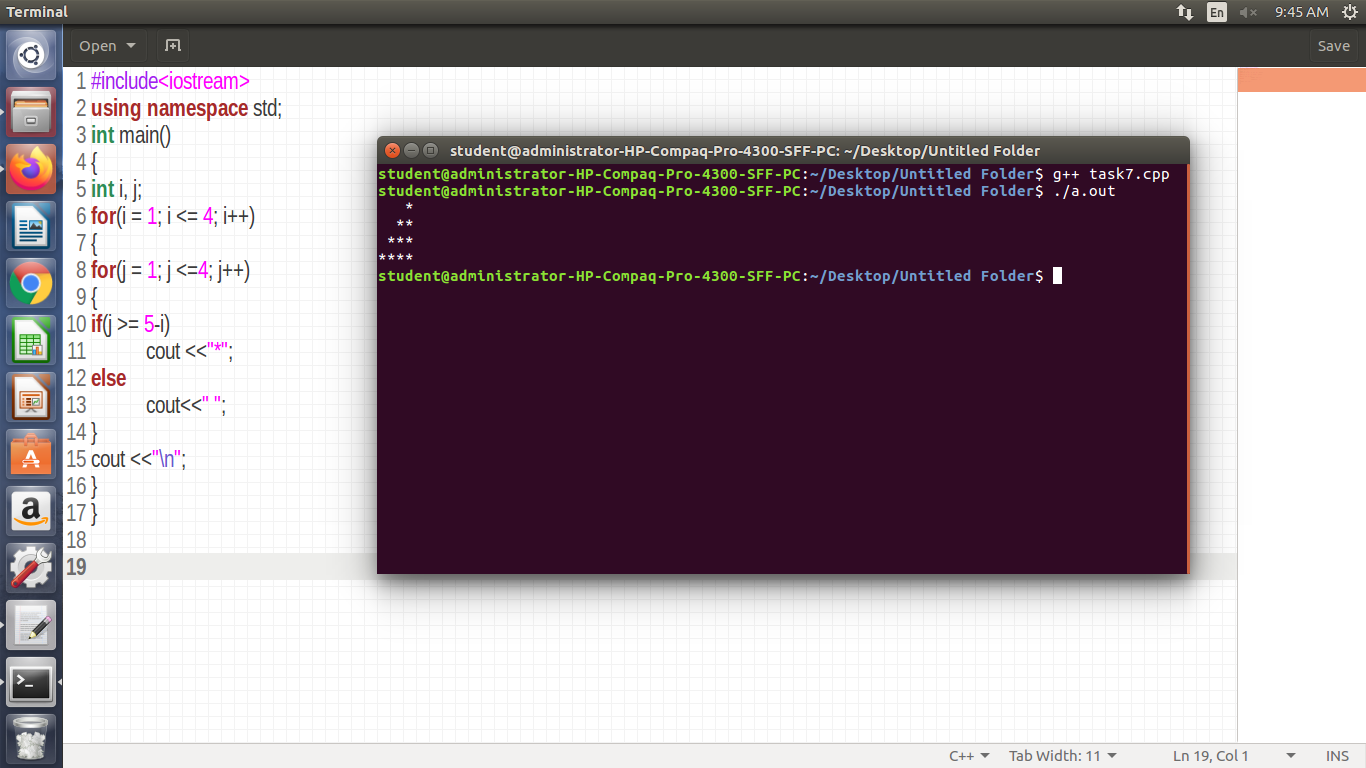 Terminal
En
9:45 AM
Open
Save
1 #include<iostream>
2 using namespace std;
3 int main()
4 {
5 int i, j;
6 for(i = 1; i <= 4; i++)
7 {
8 for(j = 1; j <=4; j++)
9 {
10 if(j >= 5-i)
11 cout <<"*";
12 else
13 cout<<" ";
14 }
15 cout <<"\n";
16 }
17 }
18
19
student@administrator-HP-Compaq-Pro-4300-SFF-PC: ~/Desktop/Untitled Folder
student@administrator-HP-Compaq-Pro-4300-SFF-PC:~/Desktop/Untitled Folder$ g++ task7.cpp
student@administrator-HP-Compaq-Pro-4300-SFF-PC:~/Desktop/Untitled Folder$ ./a.out
   *
  **
 ***
****
student@administrator-HP-Compaq-Pro-4300-SFF-PC:~/Desktop/Untitled Folder$
a
C++
Tab Width: 11
Ln 19, Col 1
INS